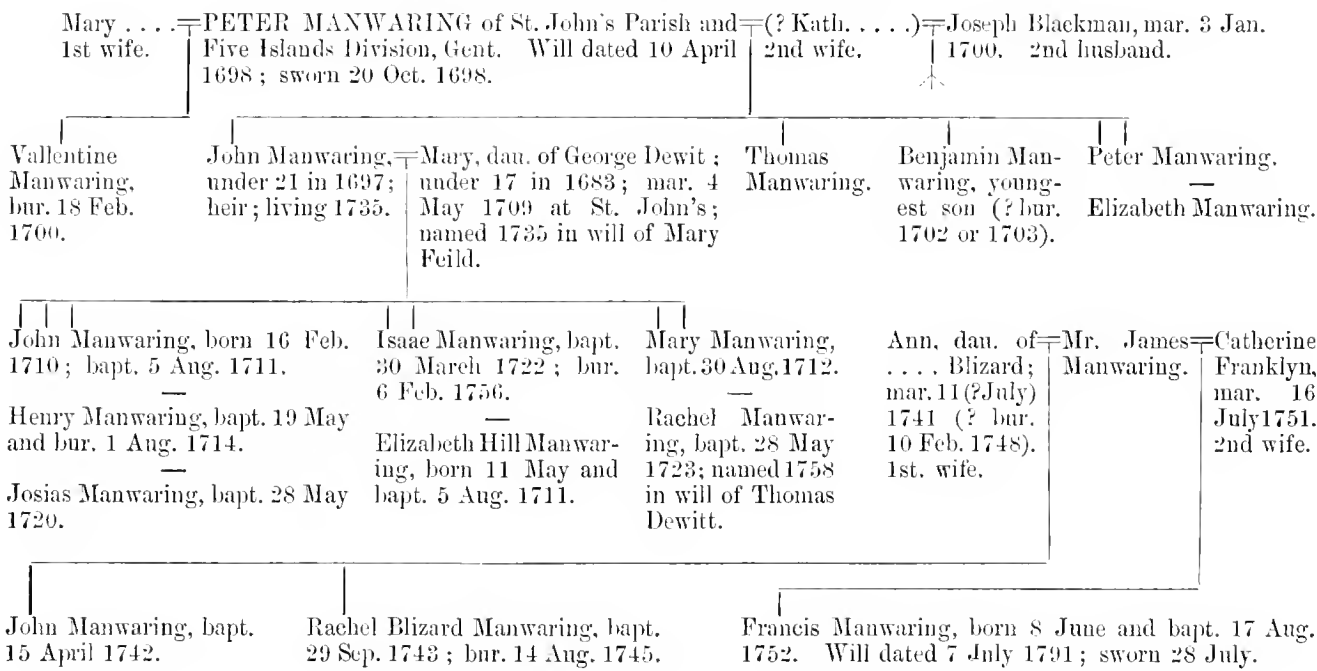 Mary . . . .
1st wife.
PETER MANWARING of St. John's Parish and
Five Islands Division, Gent. Will dated 10 April
1698 ; sworn 20 Oct. 1698.
(? Kath. . . . .)
2nd wife.
Joseph Blackman, mar. 3 Jan.
1700. 2nd husband.
Vallentine
Manwaring,
bur. 18 Feb.
1700.
John Manwaring,
under 21 in 1697;
heir; living 1735.
Mary, dau. of George Dewit ;
under 17 in 1683; mar. 4
May 1709 at St. John's;
named 1735 in will of Mary
Feild.
Thomas
Manwaring.
Benjamin Man-
waring, young-
est son (? bur.
1702 or 1703).
Peter Manwaring.
—
Elizabeth Manwaring.
John Manwaring, born 16 Feb.
1710 ; bapt. 5 Aug. 1711.
—
Henry Manwaring, bapt. 19 May
and bur. 1 Aug. 1714.
—
Josias Manwaring, bapt. 28 May
1720.
Isaac Manwaring, bapt.
30 March 1722 ; bur.
6 Feb. 1756.
—
Elizabeth Hill Manwar-
ing, born 11 May and
bapt. 5 Aug. 1711.
Mary Manwaring,
bapt. 30 Aug. 1712.
—
Rachel Manwar-
ing, bapt. 28 May
1723; named 1758
in will of Thomas
Dewitt.
Ann, dau. of
. . . . Blizard;
mar. 11 (?July)
1741 (? bur.
10 Feb. 1748).
1st. wife.
Mr. James
Manwaring.
Catherine
Franklyn,
mar. 16
July 1751.
2nd wife.
John Manwaring, bapt.
15 April 1742.
Rachel Blizard Manwaring, bapt.
29 Sep. 1743 ; bur. 14 Aug. 1745.
Francis Manwaring, born 8 June and bapt. 17 Aug.
1752. Will dated 7 July 1791 ; sworn 28 July.